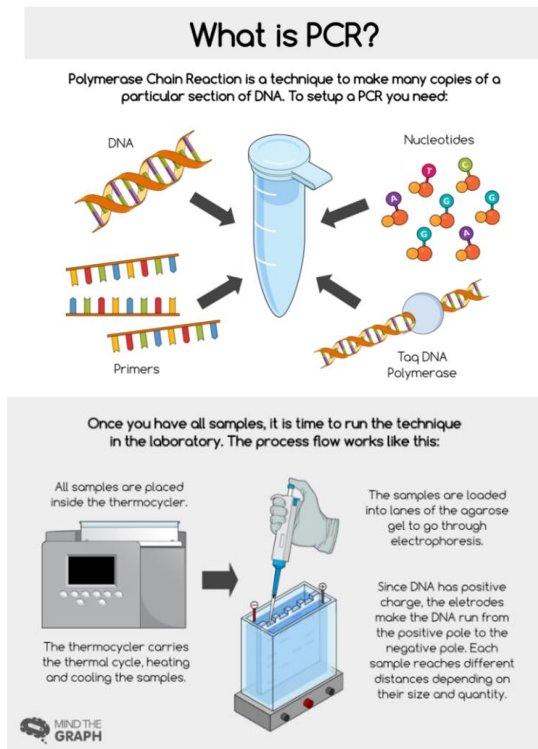 What is PCR?
Polymerase Chain Reaction is a technique to make many copies of a
particular section of DNA. To setup a PCR you need:
DNA
Nucleotides
T
C
A
G
G
G
A
Primers
Taq DNA
Polymerase
Once you have all samples, it is time to run the technique
in the laboratory. The process flow works like this:
All samples are placed
inside the thermocycler.
The thermocycler carries
the thermal cycle, heating
and cooling the samples.
The samples are loaded
into lanes of the agarose
gel to go through
electrophoresis.
Since DNA has positive
charge, the eletrodes
make the DNA run from
the positive pole to the
negative pole. Each
sample reaches different
distances depending on
their size and quantity.
MIND THE
GRAPH